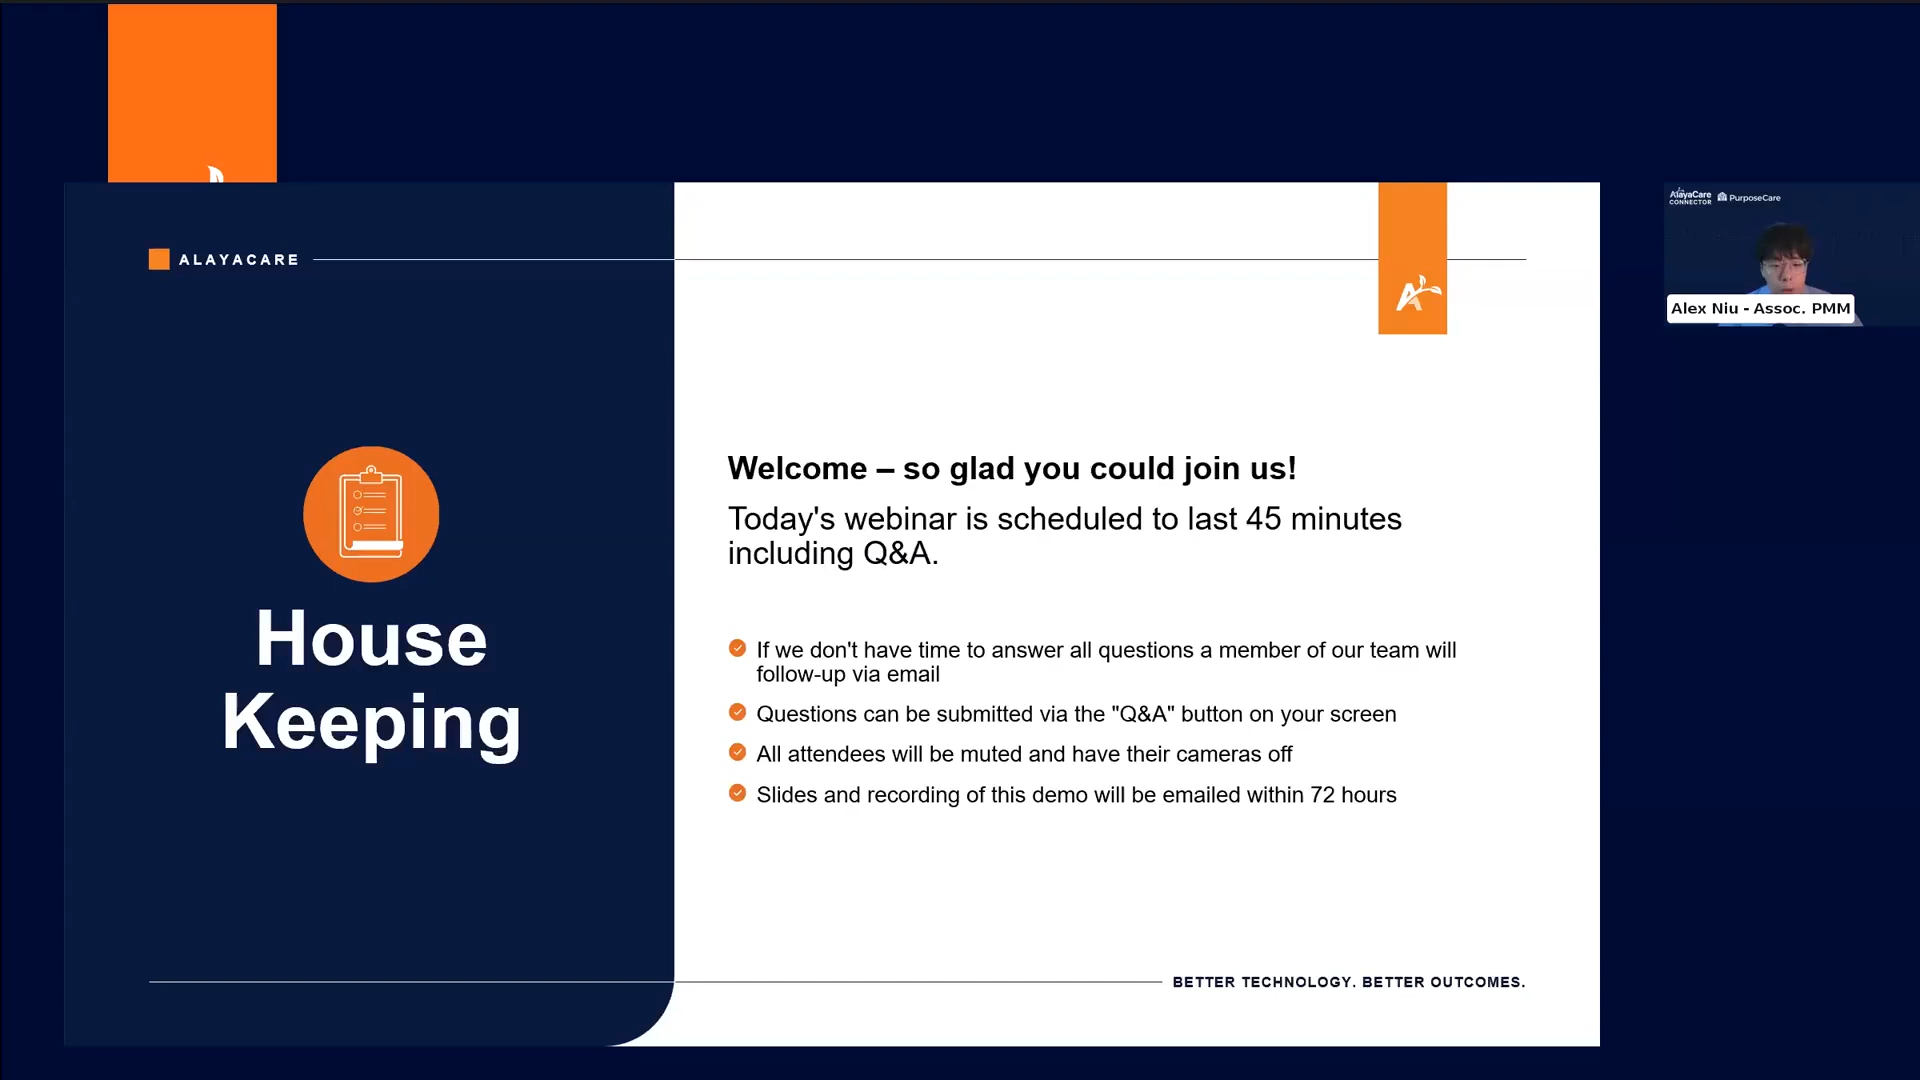 ALAYACARE
House
Keeping
Welcome – so glad you could join us!
Today's webinar is scheduled to last 45 minutes
including Q&A.
If we don't have time to answer all questions a member of our team will
follow-up via email
Questions can be submitted via the "Q&A" button on your screen
All attendees will be muted and have their cameras off
Slides and recording of this demo will be emailed within 72 hours
BETTER TECHNOLOGY. BETTER OUTCOMES.
AlayaCare
CONNECTOR
PurposeCare
Alex Niu - Assoc. PMM